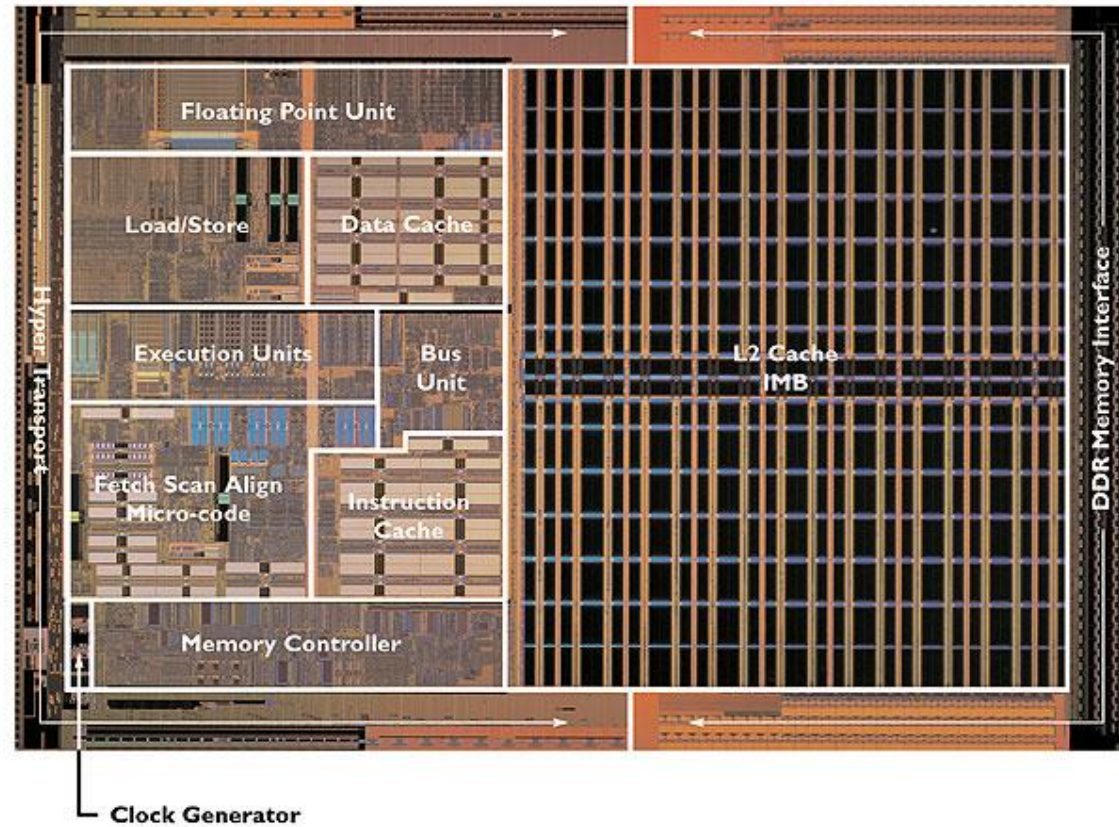 Floating Point Unit
Load/Store
Data Cache
Hyper Transport
Execution Units
Bus
Unit
L2 Cache
IMB
DDR Memory Interface
Fetch Scan Align
Micro-code
Instruction
Cache
Memory Controller
Clock Generator